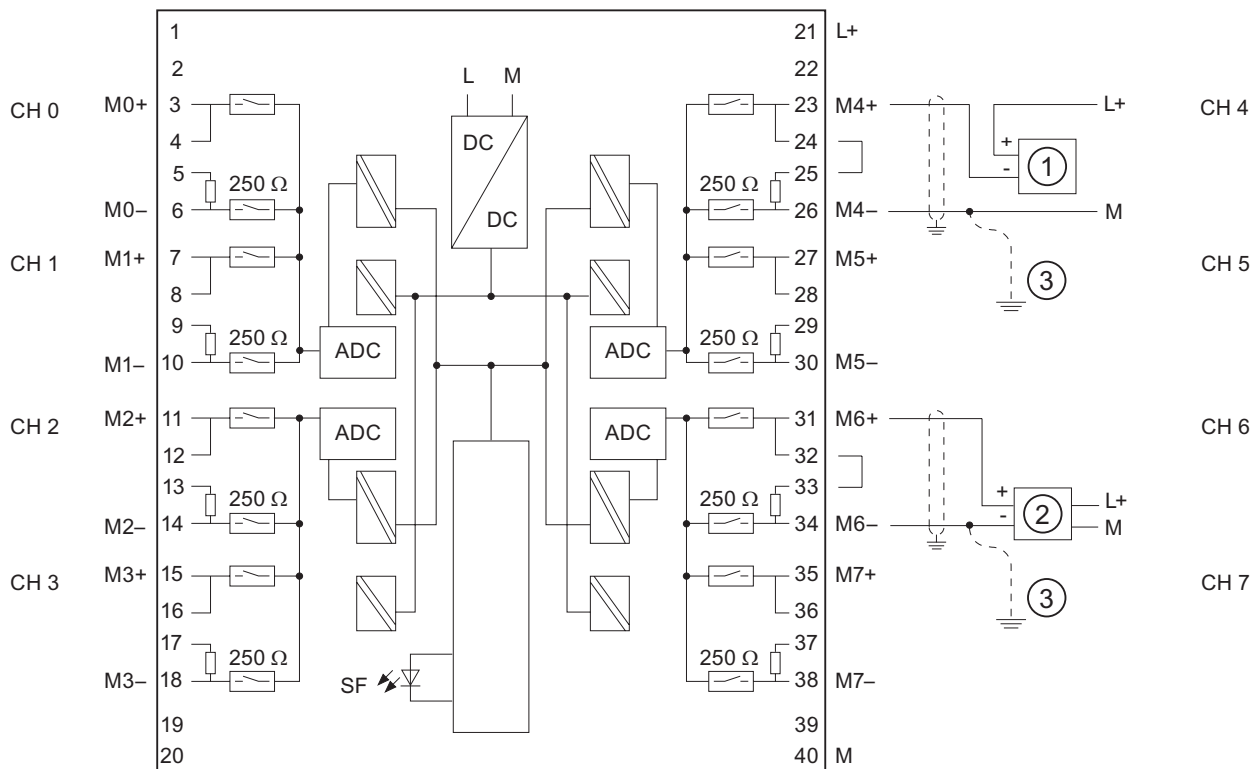 1 21 L+
2 22
L M
CH 0 M0+ 3 23 M4+ L+ CH 4
4 DC 24 +
5 250 Ω 250 Ω 25 - 1
M0– 6 DC 26 M4– M
CH 1 M1+ 7 27 M5+ CH 5
8 28 3
9 250 Ω 250 Ω 29
M1– 10 ADC ADC 30 M5–
CH 2 M2+ 11 ADC ADC 31 M6+ CH 6
12 32
13 250 Ω 250 Ω 33 + L+
M2– 14 34 M6– - 2 M
CH 3 M3+ 15 35 M7+ CH 7
16 36 3
17 250 Ω 250 Ω 37
M3– 18 SF 38 M7–
19 39
20 40 M